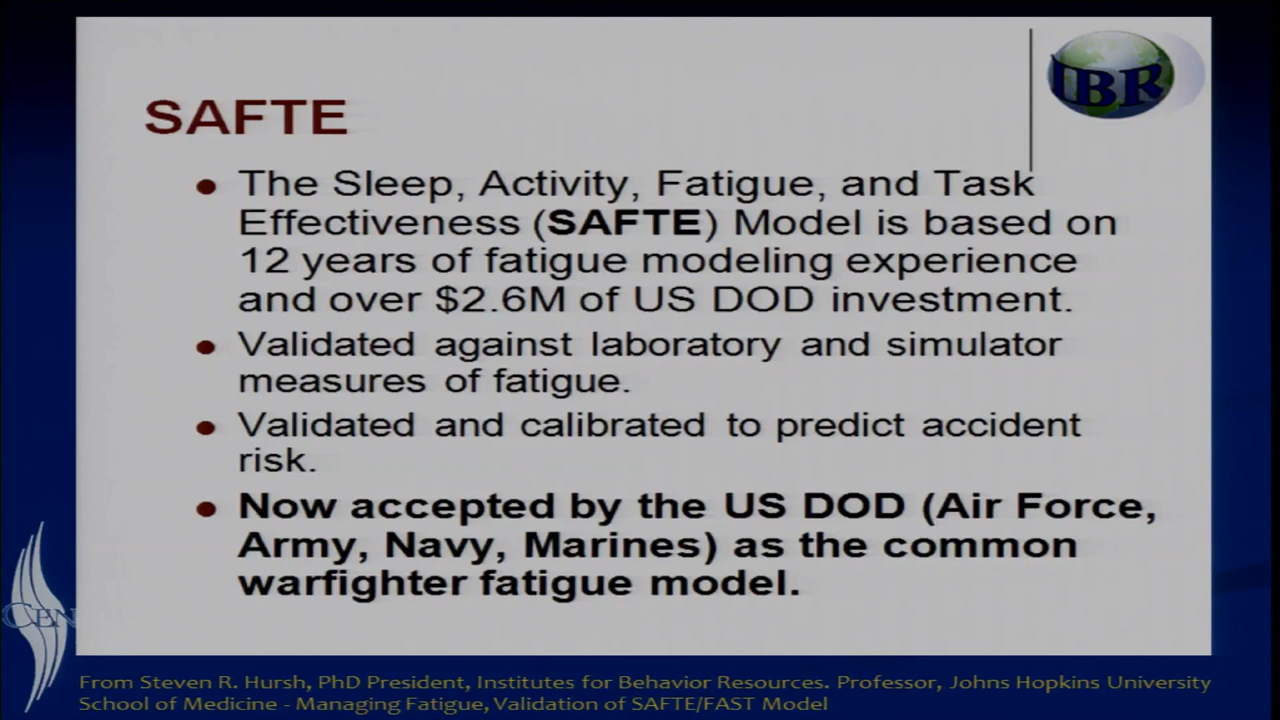 IBR
SAFTE
The Sleep, Activity, Fatigue, and Task
Effectiveness (SAFTE) Model is based on
12 years of fatigue modeling experience
and over $2.6M of US DOD investment.
Validated against laboratory and simulator
measures of fatigue.
Validated and calibrated to predict accident
risk.
Now accepted by the US DOD (Air Force,
Army, Navy, Marines) as the common
warfighter fatigue model.
CEN
From Steven R. Hursh, PhD President, Institutes for Behavior Resources. Professor, Johns Hopkins University
School of Medicine - Managing Fatigue, Validation of SAFTE/FAST Model